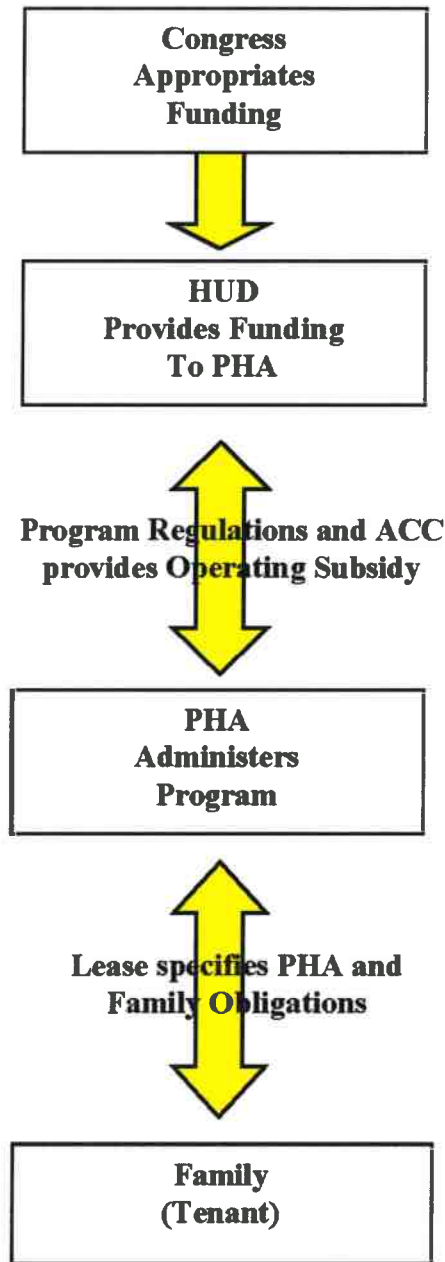 Congress
Appropriates
Funding
HUD
Provides Funding
To PHA
Program Regulations and ACC
provides Operating Subsidy
PHA
Administers
Program
Lease specifies PHA and
Family Obligations
Family
(Tenant)